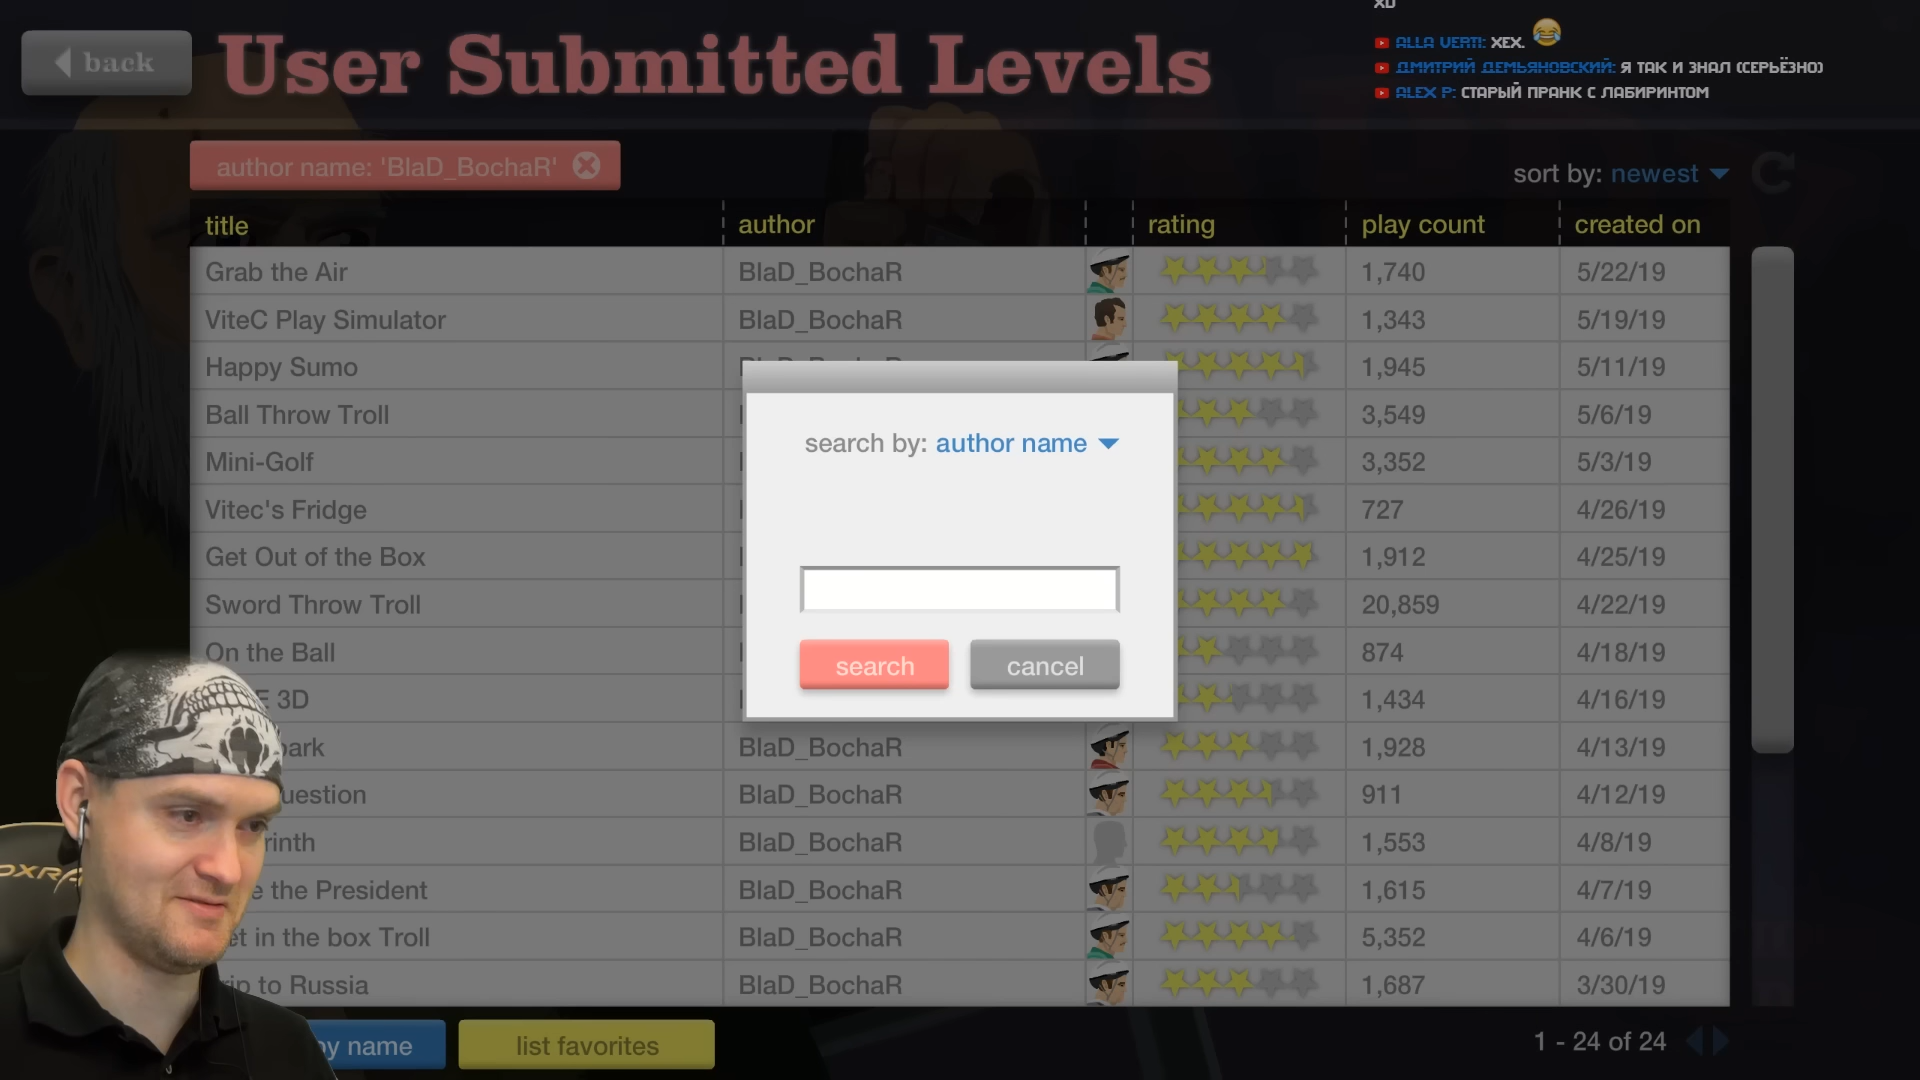 XD
ALLA VERTI: ХЕХ.
ДМИТРИЙ ДЕМЬЯНОВСКИЙ: Я ТАК И ЗНАЛ (СЕРЬЁЗНО)
ALEX P: СТАРЫЙ ПРАНК С ЛАБИРИНТОМ
back
User Submitted Levels
author name: 'BlaD_BochaR'
sort by: newest
title author rating play count created on
Grab the Air BlaD_BochaR 1,740 5/22/19
ViteC Play Simulator BlaD_BochaR 1,343 5/19/19
Happy Sumo 1,945 5/11/19
Ball Throw Troll 3,549 5/6/19
Mini-Golf 3,352 5/3/19
Vitec's Fridge 727 4/26/19
Get Out of the Box 1,912 4/25/19
Sword Throw Troll 20,859 4/22/19
On the Ball 874 4/18/19
3D 1,434 4/16/19
park BlaD_BochaR 1,928 4/13/19
uestion BlaD_BochaR 911 4/12/19
rinth BlaD_BochaR 1,553 4/8/19
e the President BlaD_BochaR 1,615 4/7/19
et in the box Troll BlaD_BochaR 5,352 4/6/19
rip to Russia BlaD_BochaR 1,687 3/30/19
search by: author name
search cancel
by name
list favorites
1 - 24 of 24